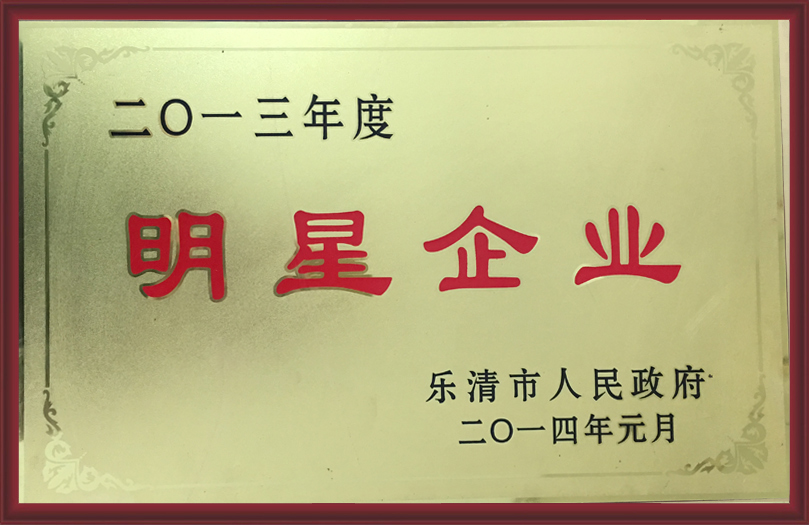 二〇一三年度
明星企业
乐清市人民政府
二〇一四年元月